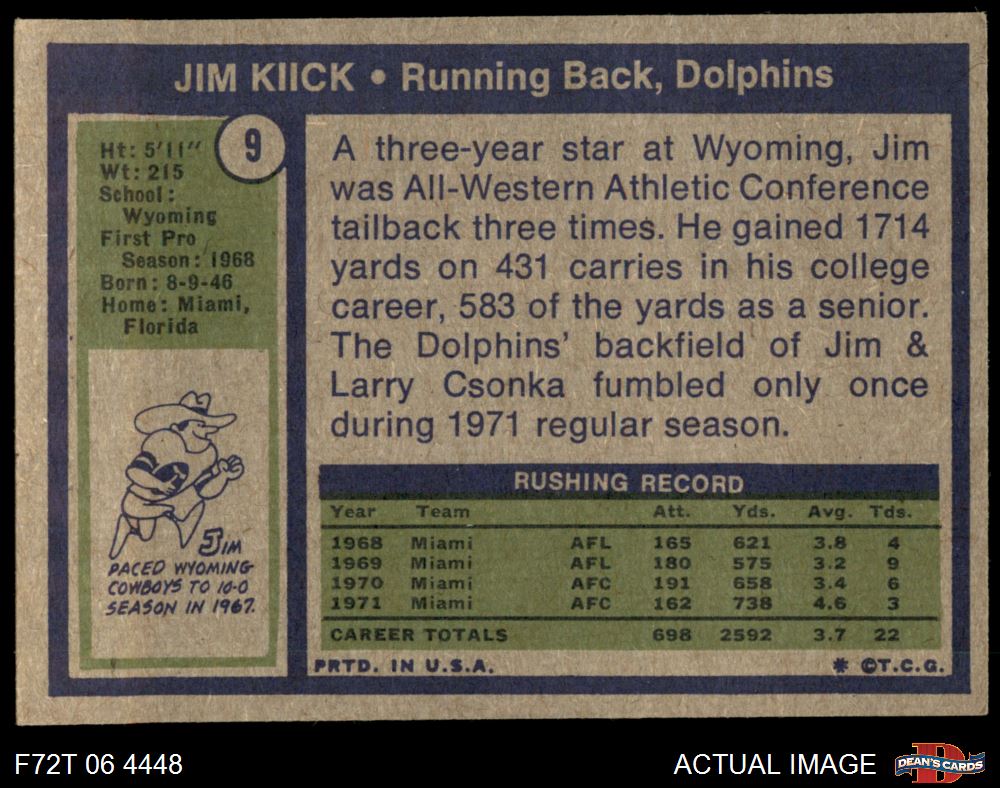 JIM KIICK • Running Back, Dolphins
9
Ht: 5'11"
Wt: 215
School:
Wyoming
First Pro
Season: 1968
Born: 8-9-46
Home: Miami,
Florida
JIM
PACED WYOMING
COWBOYS TO 10-0
SEASON IN 1967.
A three-year star at Wyoming, Jim
was All-Western Athletic Conference
tailback three times. He gained 1714
yards on 431 carries in his college
career, 583 of the yards as a senior.
The Dolphins' backfield of Jim &
Larry Csonka fumbled only once
during 1971 regular season.
RUSHING RECORD
Year Team Att. Yds. Avg. Tds.
1968 Miami AFL 165 621 3.8 4
1969 Miami AFL 180 575 3.2 9
1970 Miami AFC 191 658 3.4 6
1971 Miami AFC 162 738 4.6 3
CAREER TOTALS 698 2592 3.7 22
PRTD. IN U.S.A. * ©T.C.G.
F72T 06 4448 ACTUAL IMAGE D DEAN'S CARDS